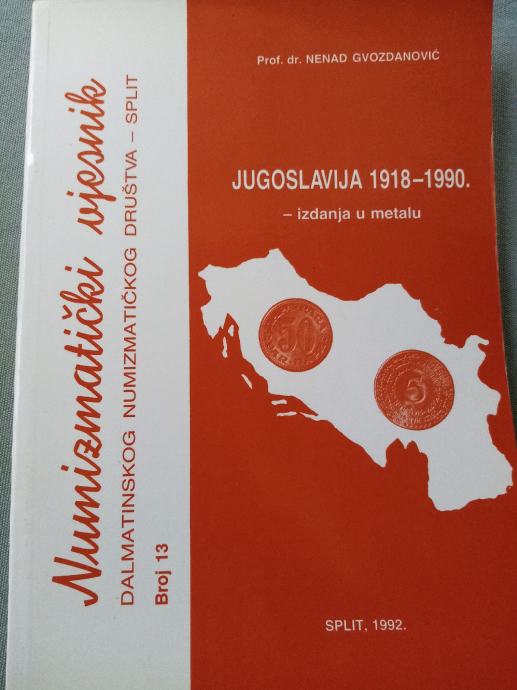 Numizmatički vjesnik
DALMATINSKOG NUMIZMATIČKOG DRUŠTVA – SPLIT
Broj 13
Prof. dr. NENAD GVOZDANOVIĆ
JUGOSLAVIJA 1918–1990.
– izdanja u metalu
50
5
SPLIT, 1992.